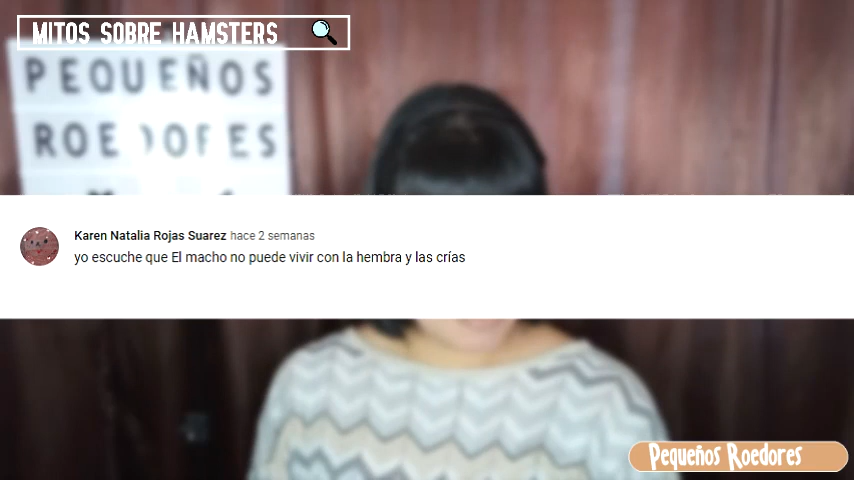 MITOS SOBRE HAMSTERS
PEQUEÑOS
ROEDORES
Karen Natalia Rojas Suarez hace 2 semanas
yo escuche que El macho no puede vivir con la hembra y las crías
Pequeños Roedores